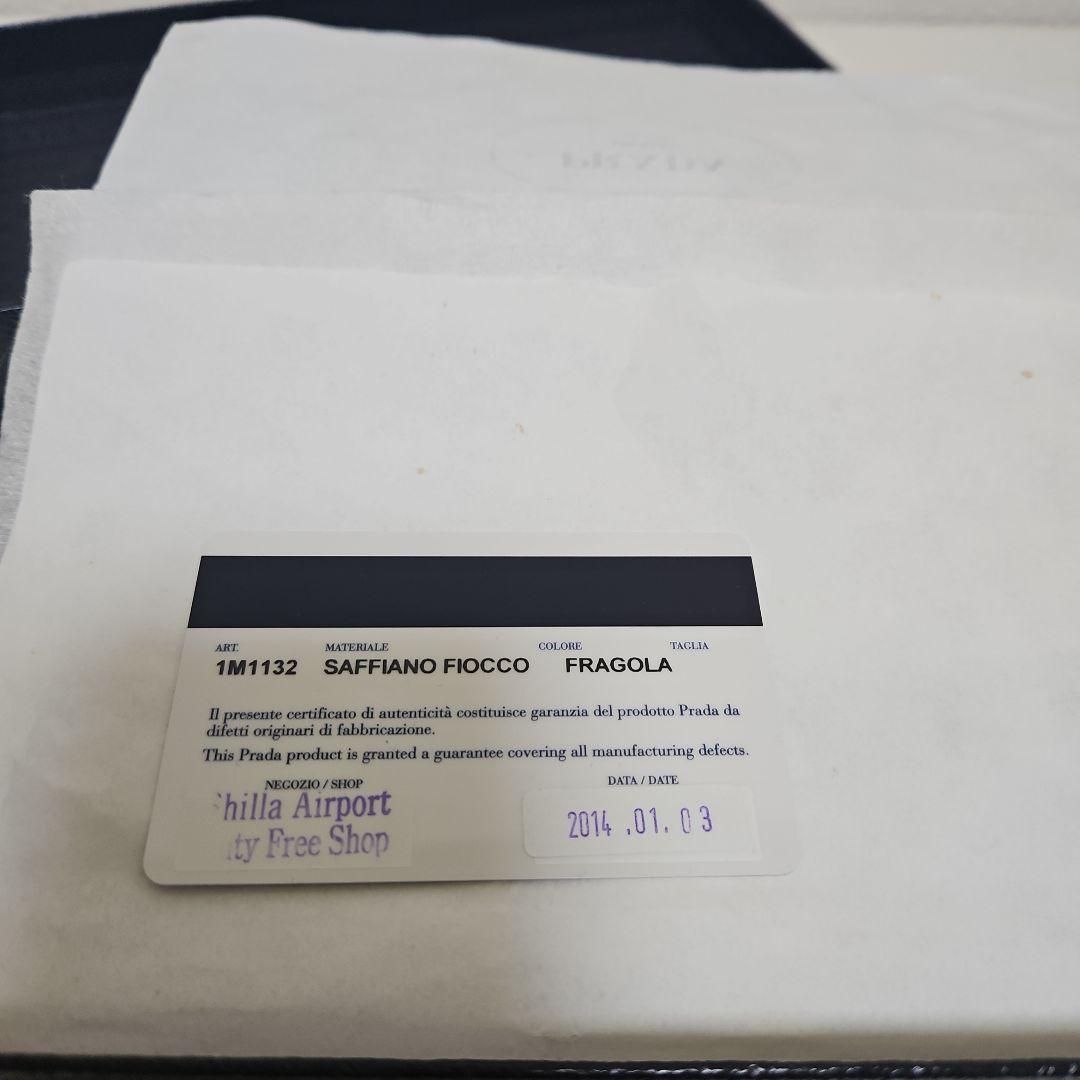 ART. MATERIALE COLORE TAGLIA
1M1132 SAFFIANO FIOCCO FRAGOLA
Il presente certificato di autenticità costituisce garanzia del prodotto Prada da
difetti originari di fabbricazione.
This Prada product is granted a guarantee covering all manufacturing defects.
NEGOZIO / SHOP DATA / DATE
hilla Airport
ty Free Shop
2014 .01. 03